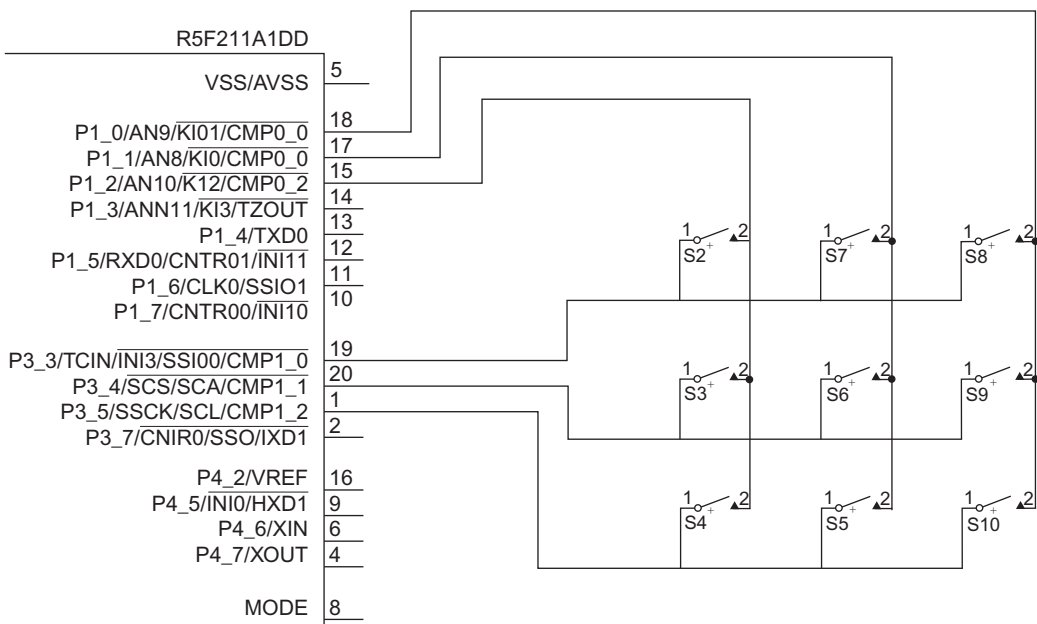 R5F211A1DD
VSS/AVSS 5
P1_0/AN9/KI01/CMP0_0 18
P1_1/AN8/KI0/CMP0_0 17
P1_2/AN10/K12/CMP0_2 15
P1_3/ANN11/KI3/TZOUT 14
P1_4/TXD0 13
P1_5/RXD0/CNTR01/INI11 12
P1_6/CLK0/SSIO1 11
P1_7/CNTR00/INI10 10
1 2 1 2 1 2
S2 S7 S8
P3_3/TCIN/INI3/SSI00/CMP1_0 19
P3_4/SCS/SCA/CMP1_1 20
P3_5/SSCK/SCL/CMP1_2 1
P3_7/CNIR0/SSO/IXD1 2
1 2 1 2 1 2
S3 S6 S9
P4_2/VREF 16
P4_5/INI0/HXD1 9
P4_6/XIN 6
P4_7/XOUT 4
1 2 1 2 1 2
S4 S5 S10
MODE 8